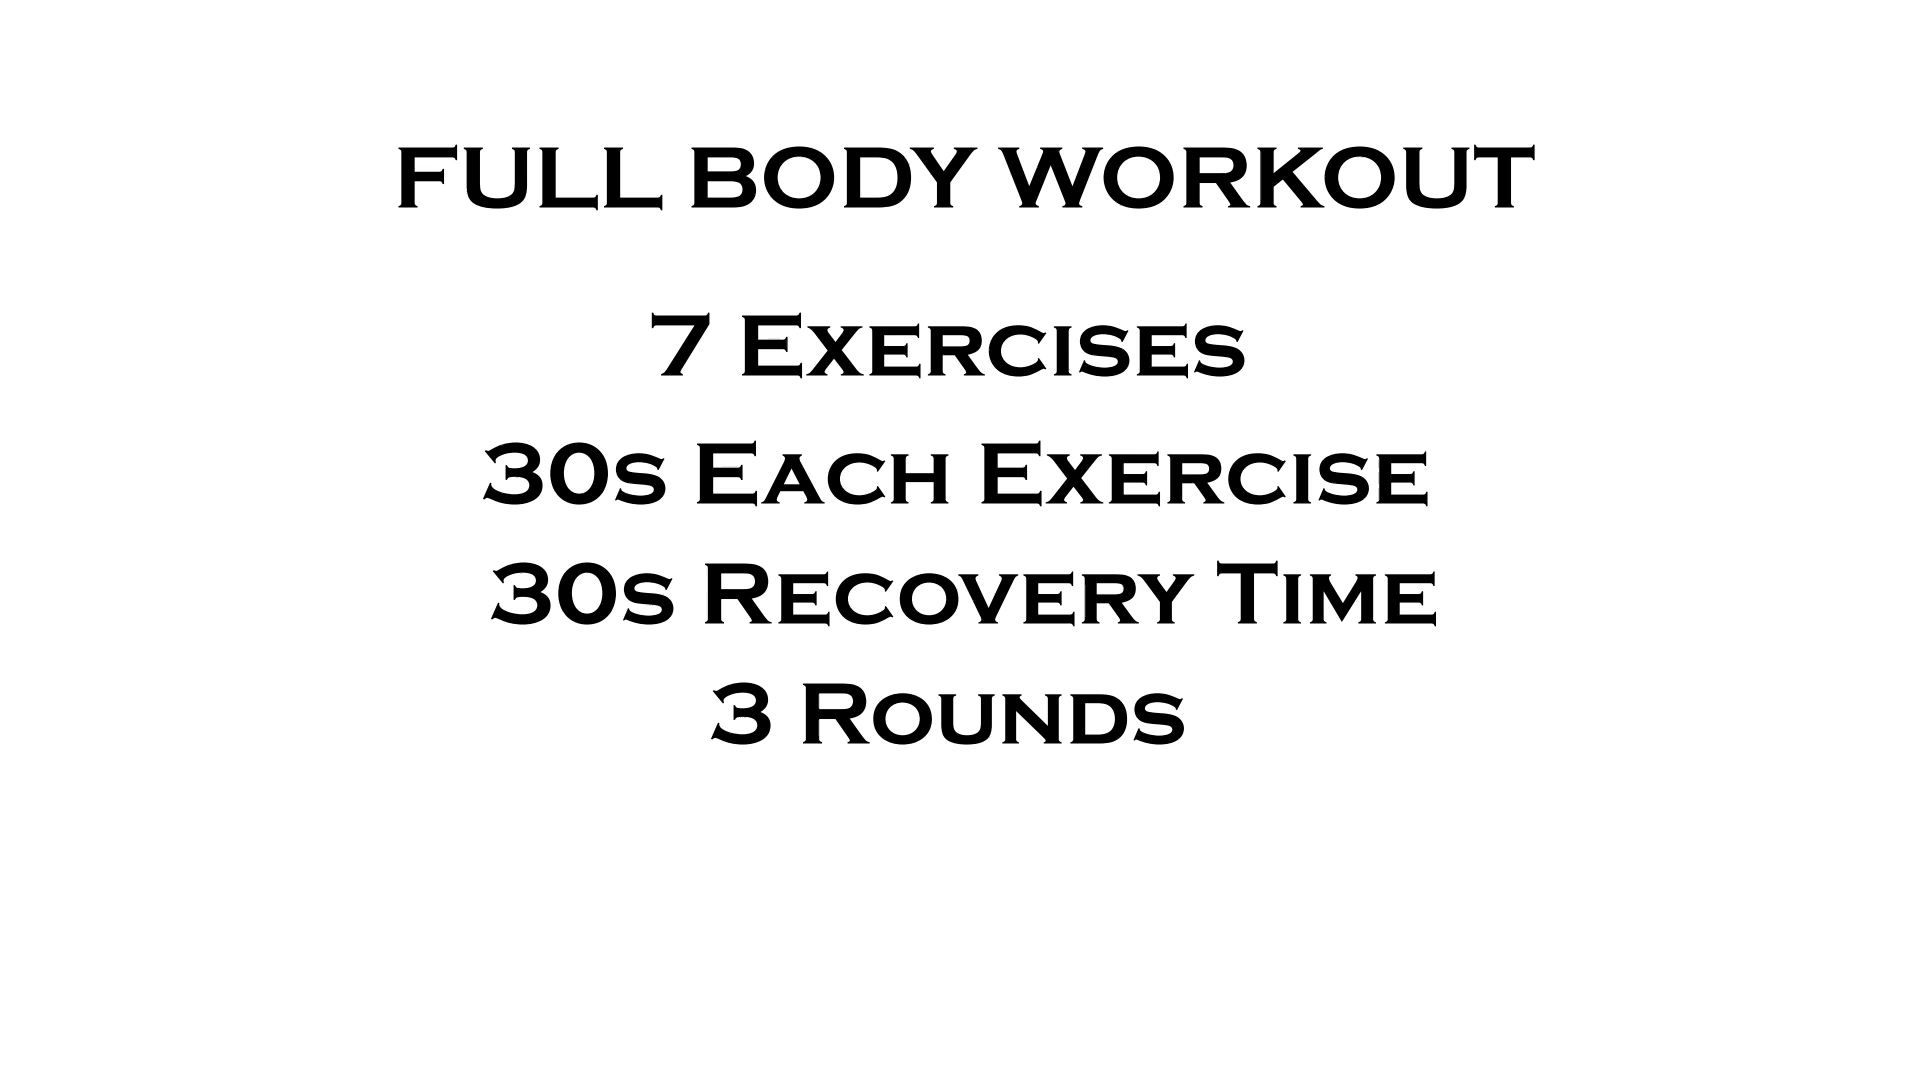 FULL BODY WORKOUT
7 Exercises
30s Each Exercise
30s Recovery Time
3 Rounds